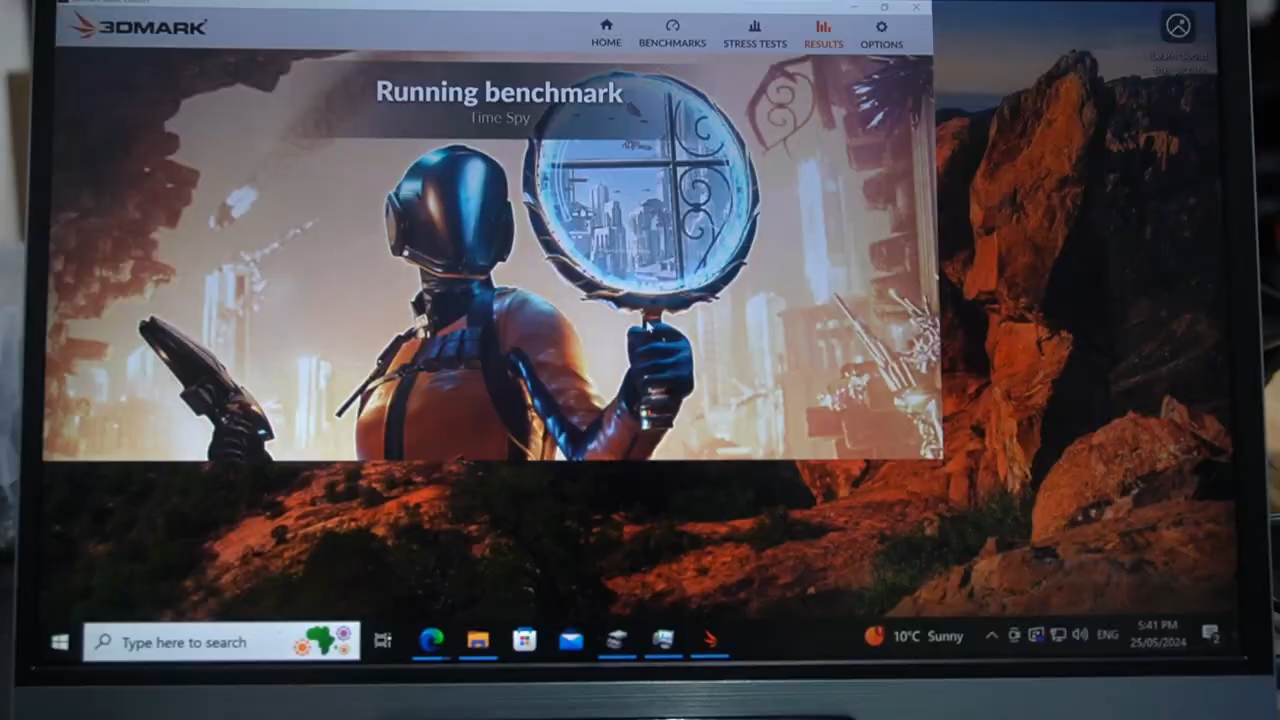 3DMARK
HOME BENCHMARKS STRESS TESTS RESULTS OPTIONS
Running benchmark
Time Spy
Type here to search
10°C Sunny
ENG
5:41 PM
25/05/2024
2